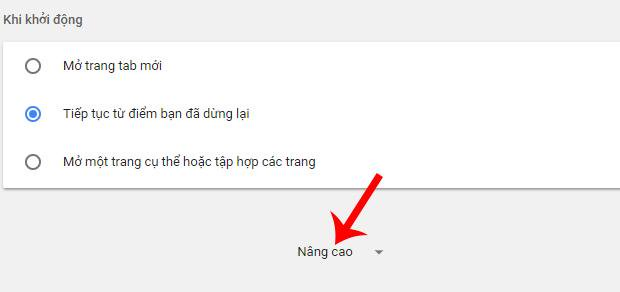 Khi khởi động
Mở trang tab mới
Tiếp tục từ điểm bạn đã dừng lại
Mở một trang cụ thể hoặc tập hợp các trang
Nâng cao